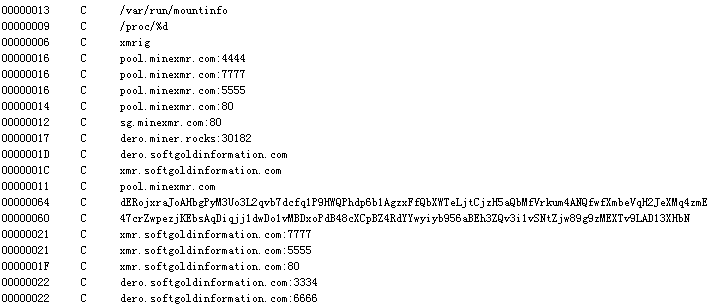 00000013 C /var/run/mountinfo
00000009 C /proc/%d
00000006 C xmrig
00000016 C pool.minexmr.com:4444
00000016 C pool.minexmr.com:7777
00000016 C pool.minexmr.com:5555
00000014 C pool.minexmr.com:80
00000012 C sg.minexmr.com:80
00000017 C dero.miner.rocks:30182
0000001D C dero.softgoldinformation.com
0000001C C xmr.softgoldinformation.com
00000011 C pool.minexmr.com
00000064 C dERojxraJoAHbgPyM3Uo3L2qvb7dcfq1P9HWQPhdp6b1AgzxFfQbXWTeLjtCjzH5aQbMfVrkum4ANQfwfXmbeVqH2JeXMq4zmE
00000060 C 47crZwpezjKEbsAqDiqjj1dwDo1vMBDxoPdB48cXCpBZ4RdYYwyiyb956aBEh3ZQv3i1vSNtZjw89g9zMEXTv9LAD13XHbN
00000021 C xmr.softgoldinformation.com:7777
00000021 C xmr.softgoldinformation.com:5555
0000001F C xmr.softgoldinformation.com:80
00000022 C dero.softgoldinformation.com:3334
00000022 C dero.softgoldinformation.com:6666